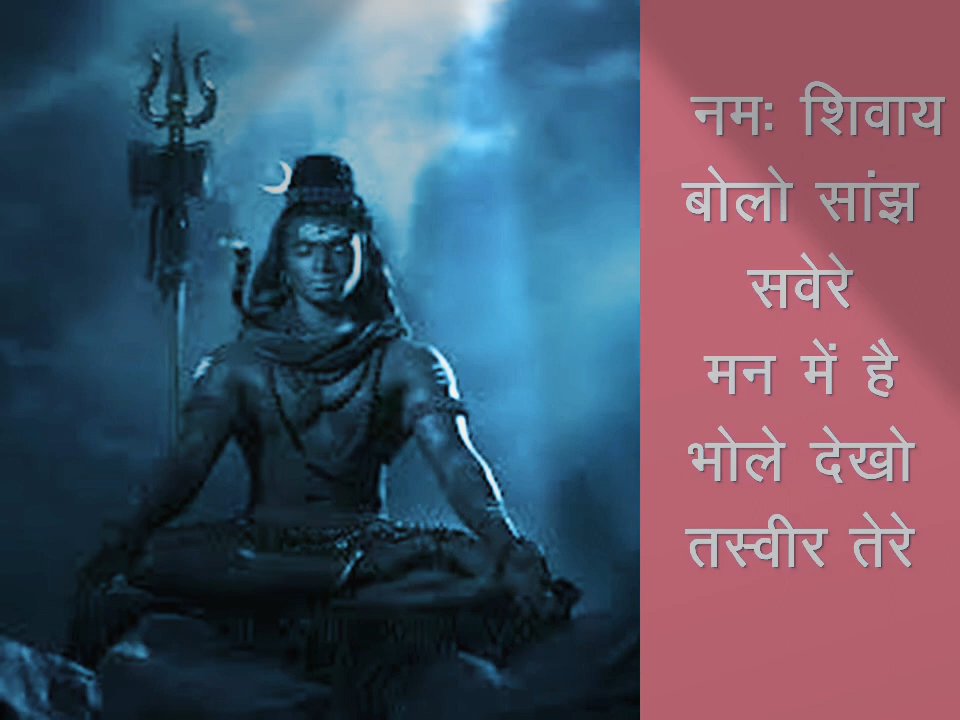 नमः शिवाय
बोलो सांझ
सवेरे
मन में है
भोले देखो
तस्वीर तेरे